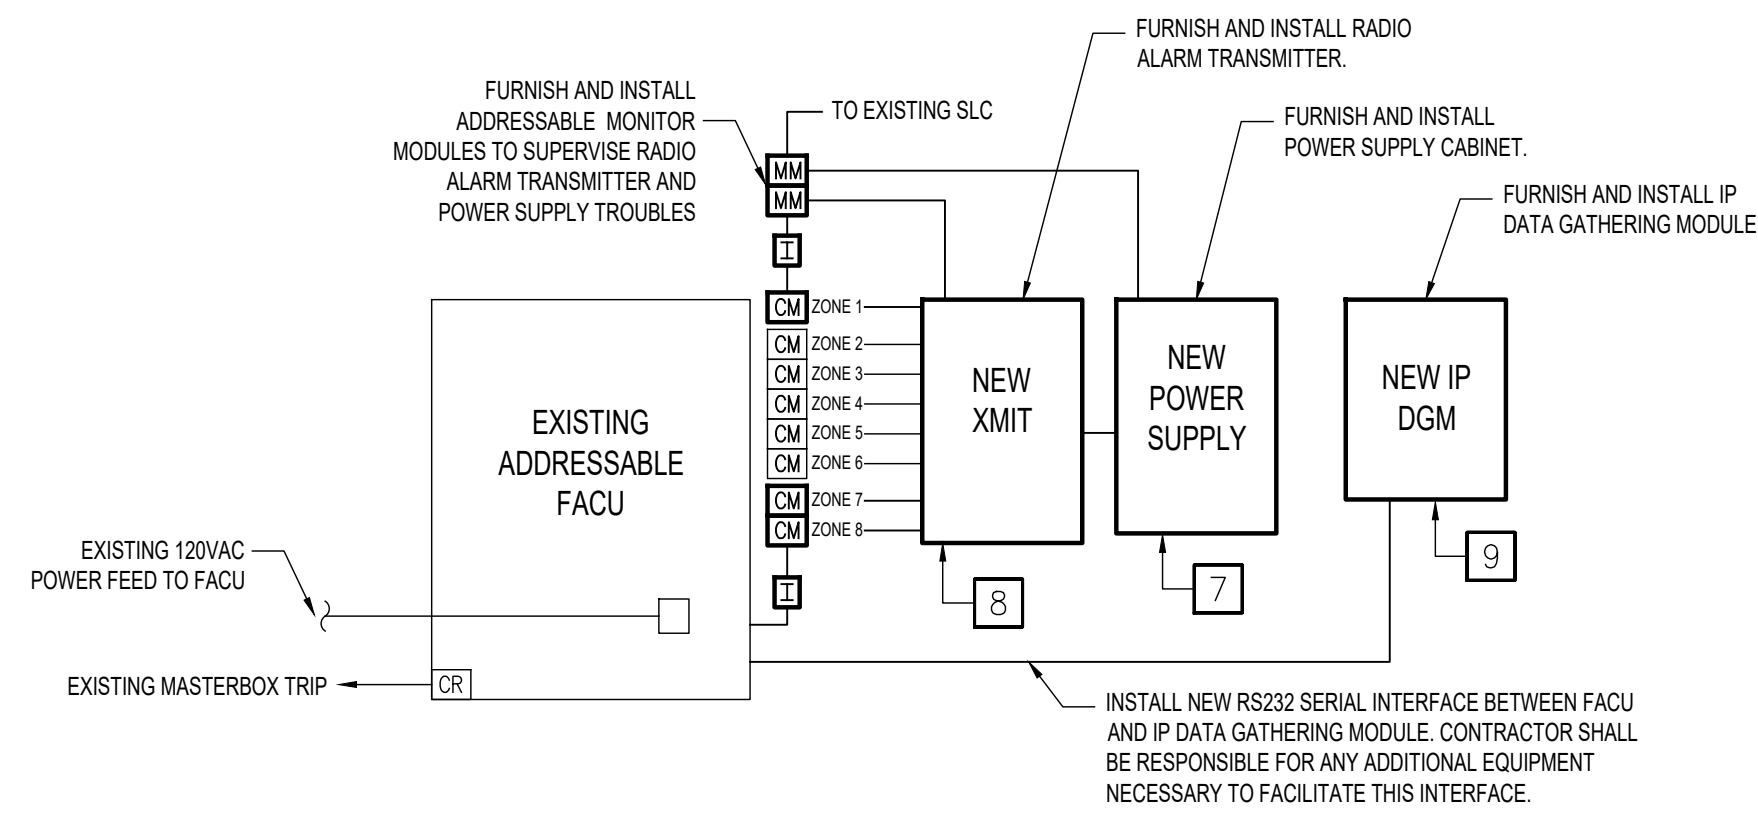 FURNISH AND INSTALL RADIO
ALARM TRANSMITTER.
FURNISH AND INSTALL
ADDRESSABLE MONITOR
MODULES TO SUPERVISE RADIO
ALARM TRANSMITTER AND
POWER SUPPLY TROUBLES
TO EXISTING SLC
FURNISH AND INSTALL
POWER SUPPLY CABINET.
FURNISH AND INSTALL IP
DATA GATHERING MODULE
MM
MM
I
CM ZONE 1
CM ZONE 2
CM ZONE 3
CM ZONE 4
CM ZONE 5
CM ZONE 6
CM ZONE 7
CM ZONE 8
I
EXISTING
ADDRESSABLE
FACU
NEW
XMIT
NEW
POWER
SUPPLY
NEW IP
DGM
8
7
9
EXISTING 120VAC
POWER FEED TO FACU
EXISTING MASTERBOX TRIP
CR
INSTALL NEW RS232 SERIAL INTERFACE BETWEEN FACU
AND IP DATA GATHERING MODULE. CONTRACTOR SHALL
BE RESPONSIBLE FOR ANY ADDITIONAL EQUIPMENT
NECESSARY TO FACILITATE THIS INTERFACE.